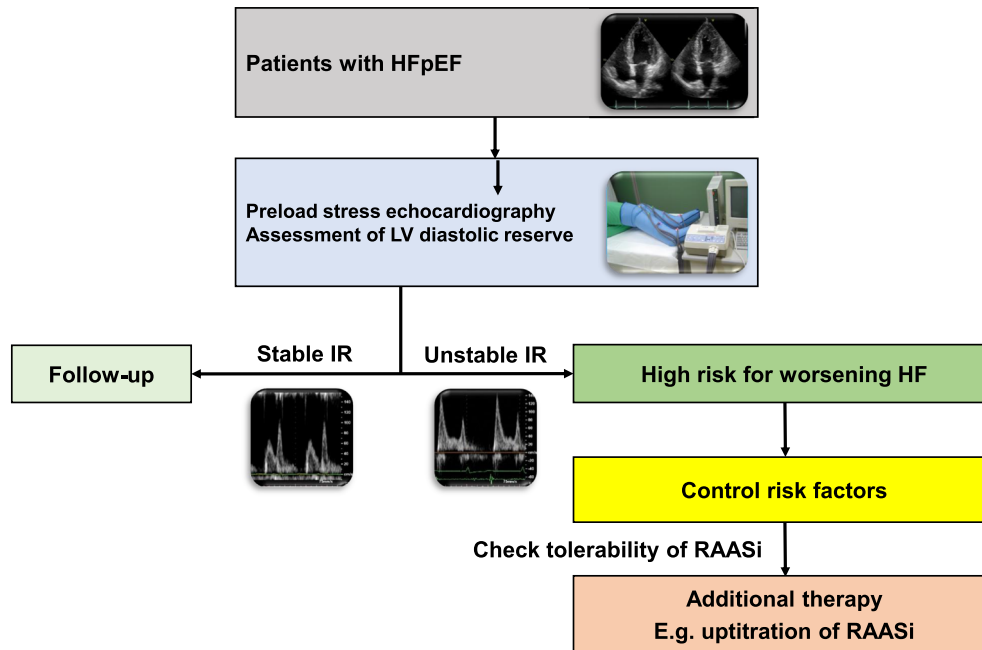 Patients with HFpEF
Preload stress echocardiography
Assessment of LV diastolic reserve
Stable IR
Unstable IR
Follow-up
High risk for worsening HF
Control risk factors
Check tolerability of RAASi
Additional therapy
E.g. uptitration of RAASi